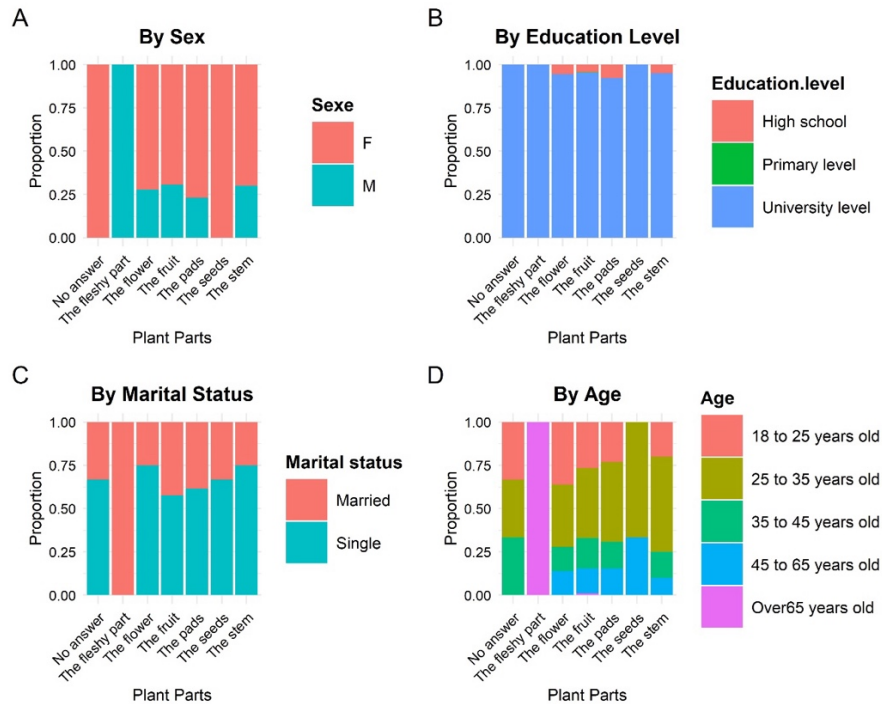 A
By Sex
1.00
0.75
0.50
0.25
0.00
Proportion
No answer
The fleshy part
The flower
The fruit
The pads
The seeds
The stem
Plant Parts
Sexe
F
M
B
By Education Level
1.00
0.75
0.50
0.25
0.00
Proportion
No answer
The fleshy part
The flower
The fruit
The pads
The seeds
The stem
Plant Parts
Education.level
High school
Primary level
University level
C
By Marital Status
1.00
0.75
0.50
0.25
0.00
Proportion
No answer
The fleshy part
The flower
The fruit
The pads
The seeds
The stem
Plant Parts
Marital status
Married
Single
D
By Age
1.00
0.75
0.50
0.25
0.00
Proportion
No answer
The fleshy part
The flower
The fruit
The pads
The seeds
The stem
Plant Parts
Age
18 to 25 years old
25 to 35 years old
35 to 45 years old
45 to 65 years old
Over65 years old